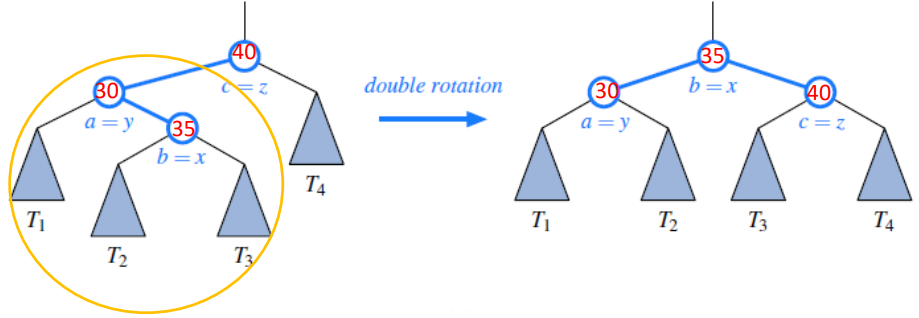 40
c = z
30
a = y
35
b = x
T1
T2
T3
T4
double rotation
35
b = x
30
a = y
40
c = z
T1
T2
T3
T4